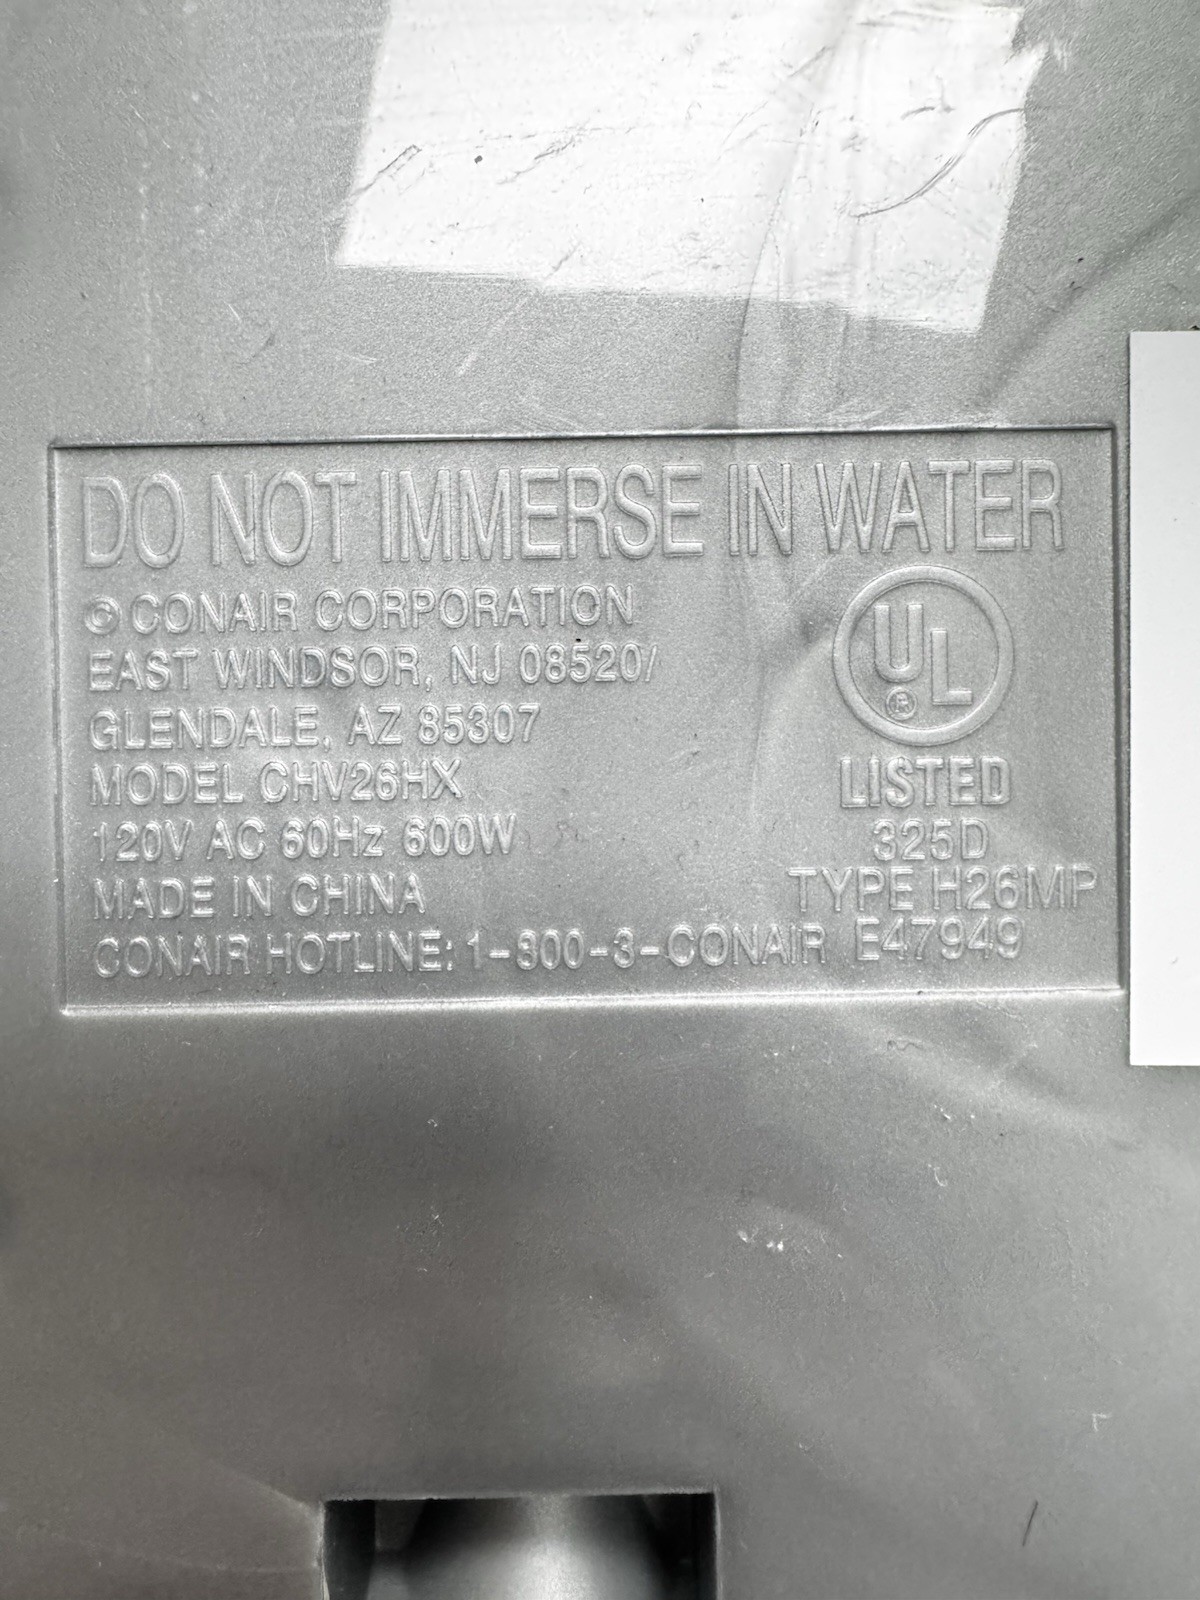 DO NOT IMMERSE IN WATER
© CONAIR CORPORATION
EAST WINDSOR, NJ 08520/
GLENDALE, AZ 85307
MODEL CHV26HX
120V AC 60Hz 600W
MADE IN CHINA
CONAIR HOTLINE: 1-800-3-CONAIR
UL®
LISTED
325D
TYPE H26MP
E47949